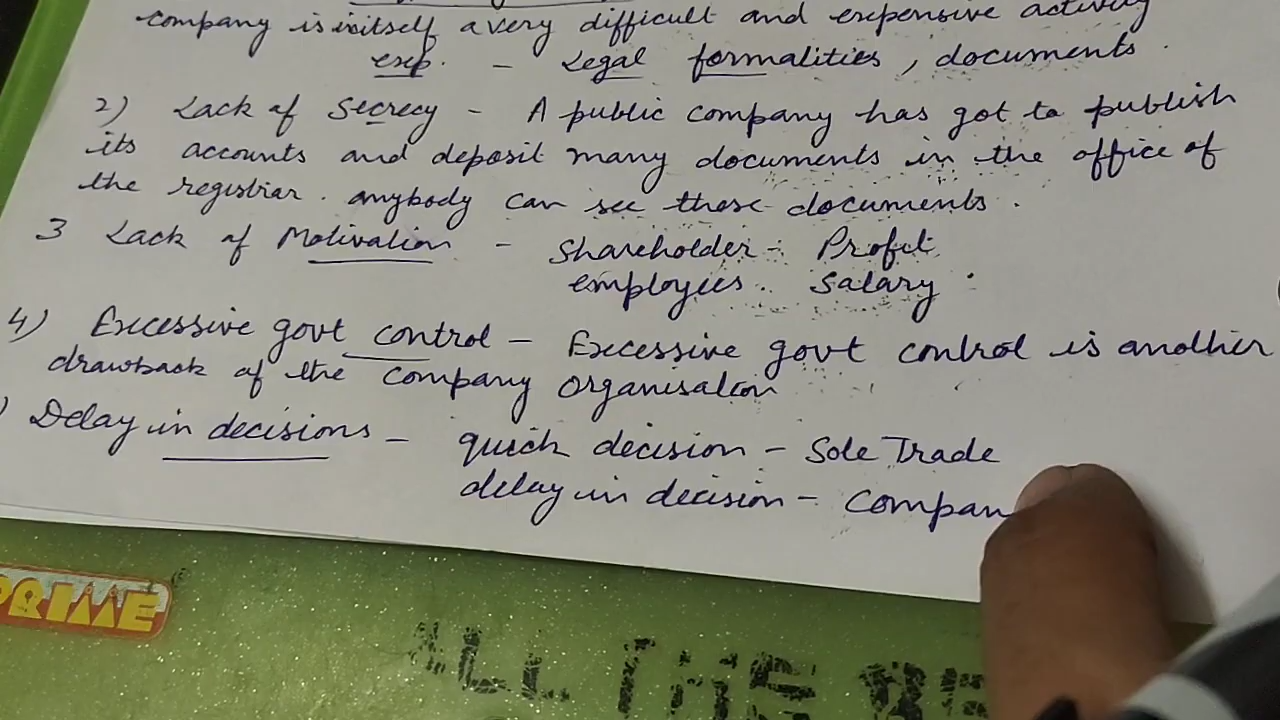 company is initself a very difficult and expensive activity
exp. - Legal formalities, documents.
2) Lack of Secrecy - A public company has got to publish
its accounts and deposit many documents in the office of
the registrar. anybody can see these documents.
3 Lack of Motivation - Shareholder - Profit
employees.. Salary
4) Excessive govt control - Excessive govt control is another
drawback of the company organisation
) Delay in decisions - quick decision - Sole Trade
delay in decision - Compan
PRIME
ALL THE BE